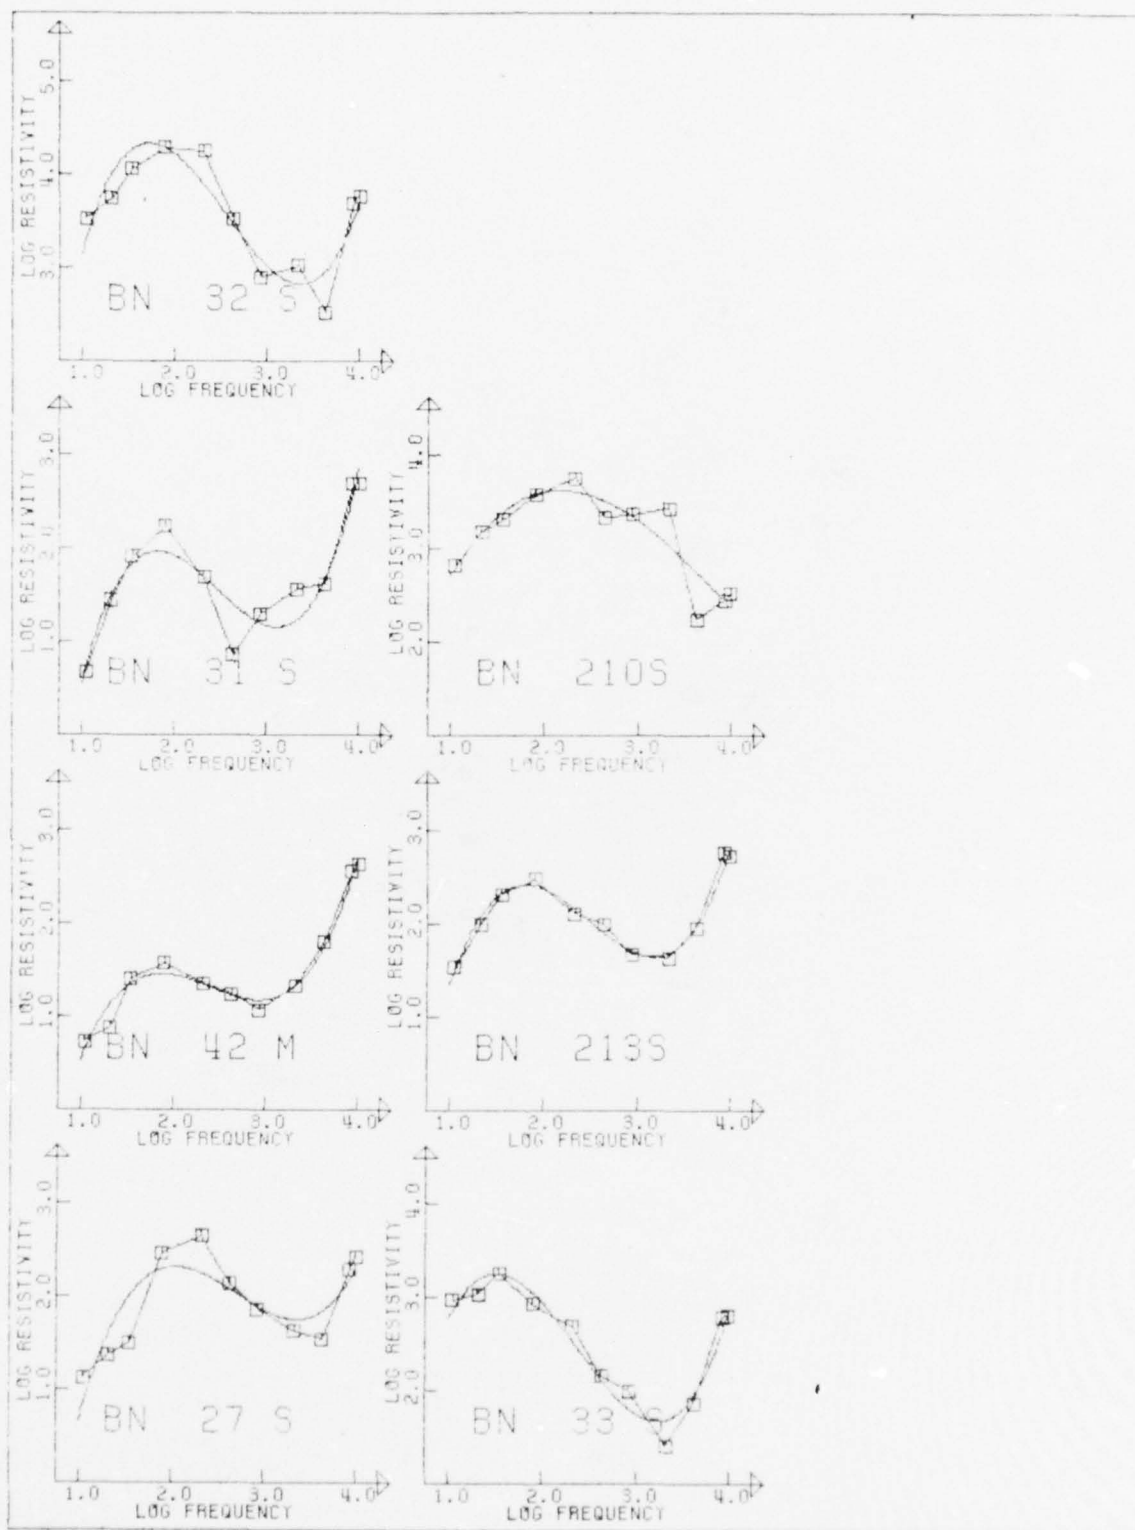 LOG RESISTIVITY
5.0
4.0
3.0
BN 32 S
1.0 2.0 3.0 4.0
LOG FREQUENCY
LOG RESISTIVITY
3.0
2.0
1.0
BN 31 S
1.0 2.0 3.0 4.0
LOG FREQUENCY
LOG RESISTIVITY
4.0
3.0
2.0
BN 210S
1.0 2.0 3.0 4.0
LOG FREQUENCY
LOG RESISTIVITY
3.0
2.0
1.0
BN 42 M
1.0 2.0 3.0 4.0
LOG FREQUENCY
LOG RESISTIVITY
3.0
2.0
1.0
BN 213S
1.0 2.0 3.0 4.0
LOG FREQUENCY
LOG RESISTIVITY
3.0
2.0
1.0
BN 27 S
1.0 2.0 3.0 4.0
LOG FREQUENCY
LOG RESISTIVITY
4.0
3.0
2.0
BN 33 S
1.0 2.0 3.0 4.0
LOG FREQUENCY